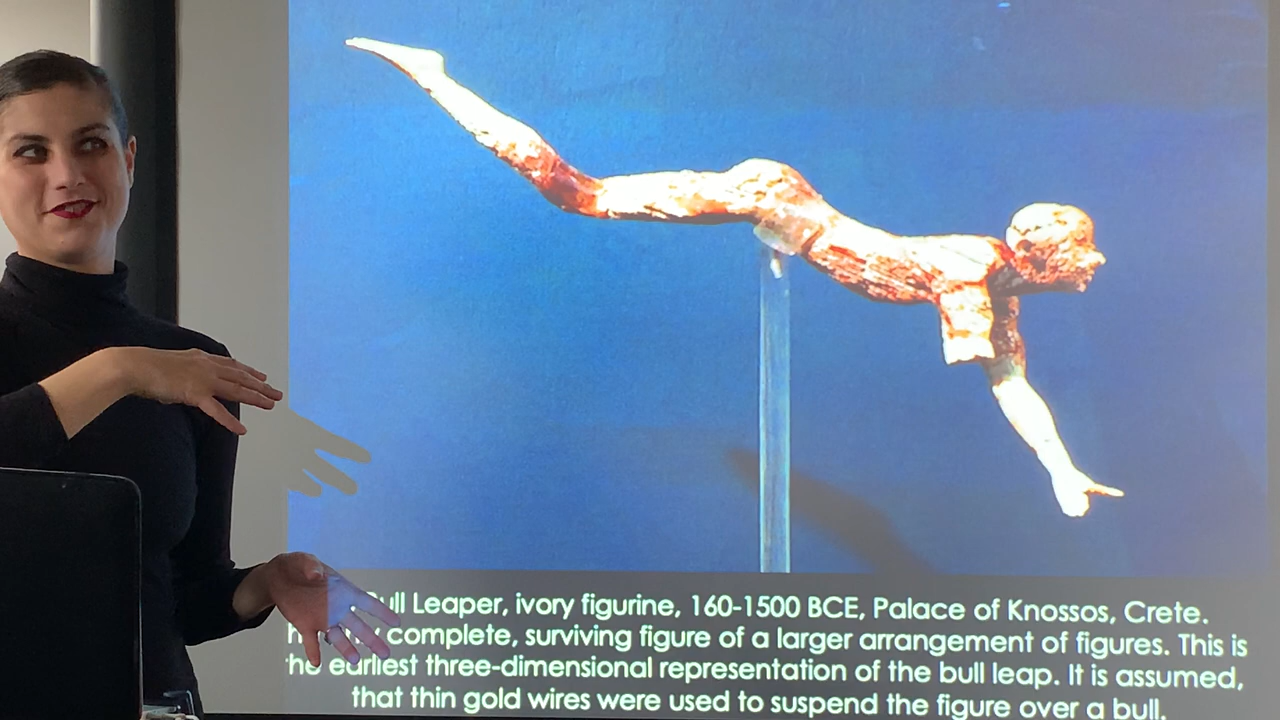 Bull Leaper, ivory figurine, 160-1500 BCE, Palace of Knossos, Crete.
complete, surviving figure of a larger arrangement of figures. This is
he earliest three-dimensional representation of the bull leap. It is assumed,
that thin gold wires were used to suspend the figure over a bull.